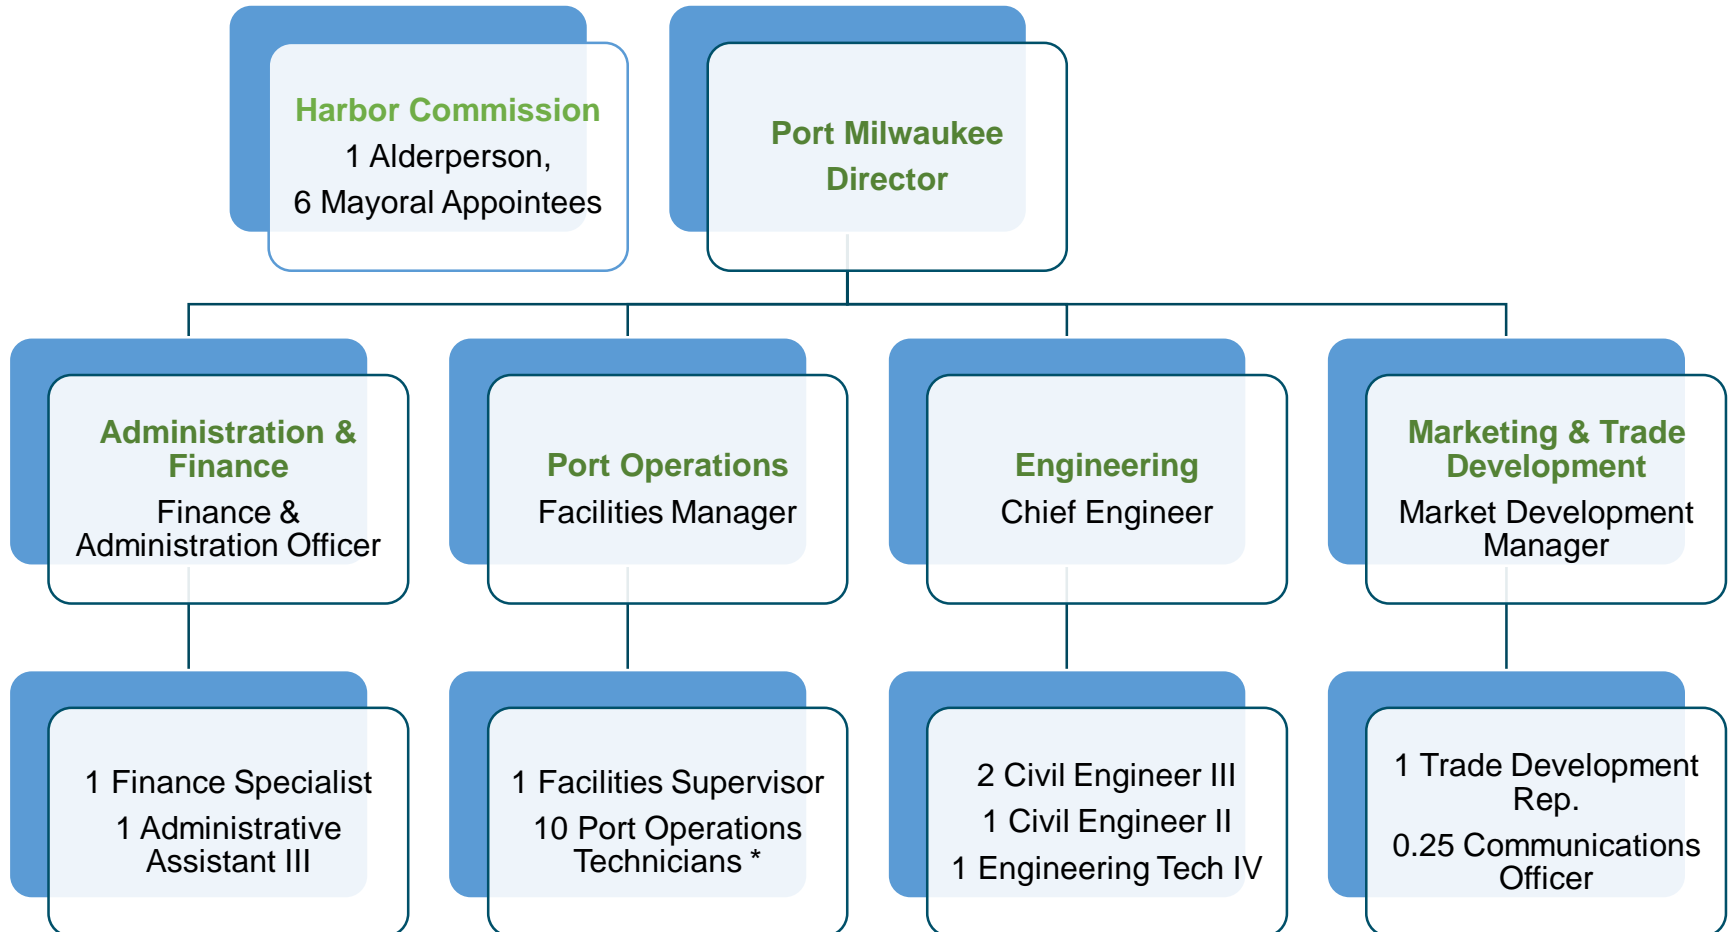 Harbor Commission
1 Alderperson,
6 Mayoral Appointees
Port Milwaukee
Director
Administration &
Finance
Finance &
Administration Officer
Port Operations
Facilities Manager
Engineering
Chief Engineer
Marketing & Trade
Development
Market Development
Manager
1 Finance Specialist
1 Administrative
Assistant III
1 Facilities Supervisor
10 Port Operations
Technicians *
2 Civil Engineer III
1 Civil Engineer II
1 Engineering Tech IV
1 Trade Development
Rep.
0.25 Communications
Officer